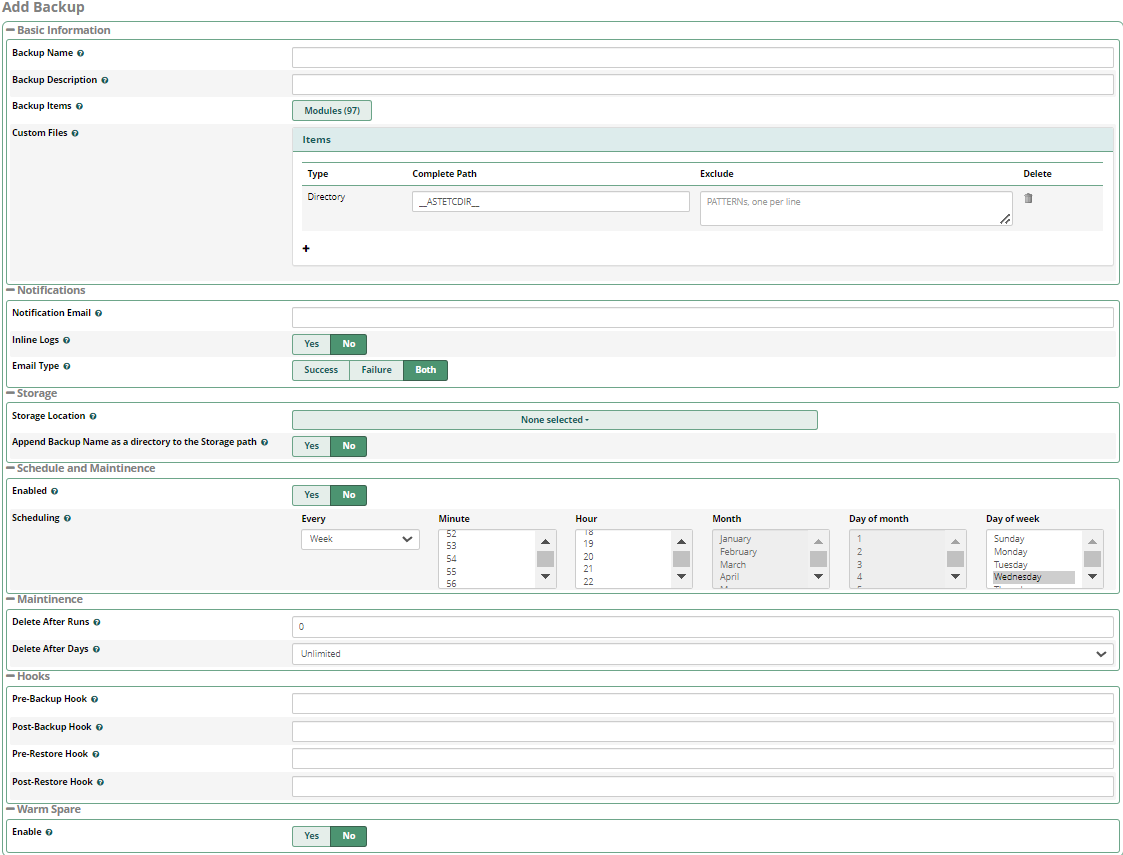 Add Backup
Basic Information
Backup Name
Backup Description
Backup Items
Modules (97)
Custom Files
Items
Type Complete Path Exclude Delete
Directory __ASTETCDIR__ PATTERNs, one per line
+
Notifications
Notification Email
Inline Logs Yes No
Email Type Success Failure Both
Storage
Storage Location None selected
Append Backup Name as a directory to the Storage path Yes No
Schedule and Maintinence
Enabled Yes No
Scheduling Every Minute Hour Month Day of month Day of week
Week 52 18 January 1 Sunday
53 19 February 2 Monday
54 20 March 3 Tuesday
55 21 April 4 Wednesday
56 22
Maintinence
Delete After Runs 0
Delete After Days Unlimited
Hooks
Pre-Backup Hook
Post-Backup Hook
Pre-Restore Hook
Post-Restore Hook
Warm Spare
Enable Yes No